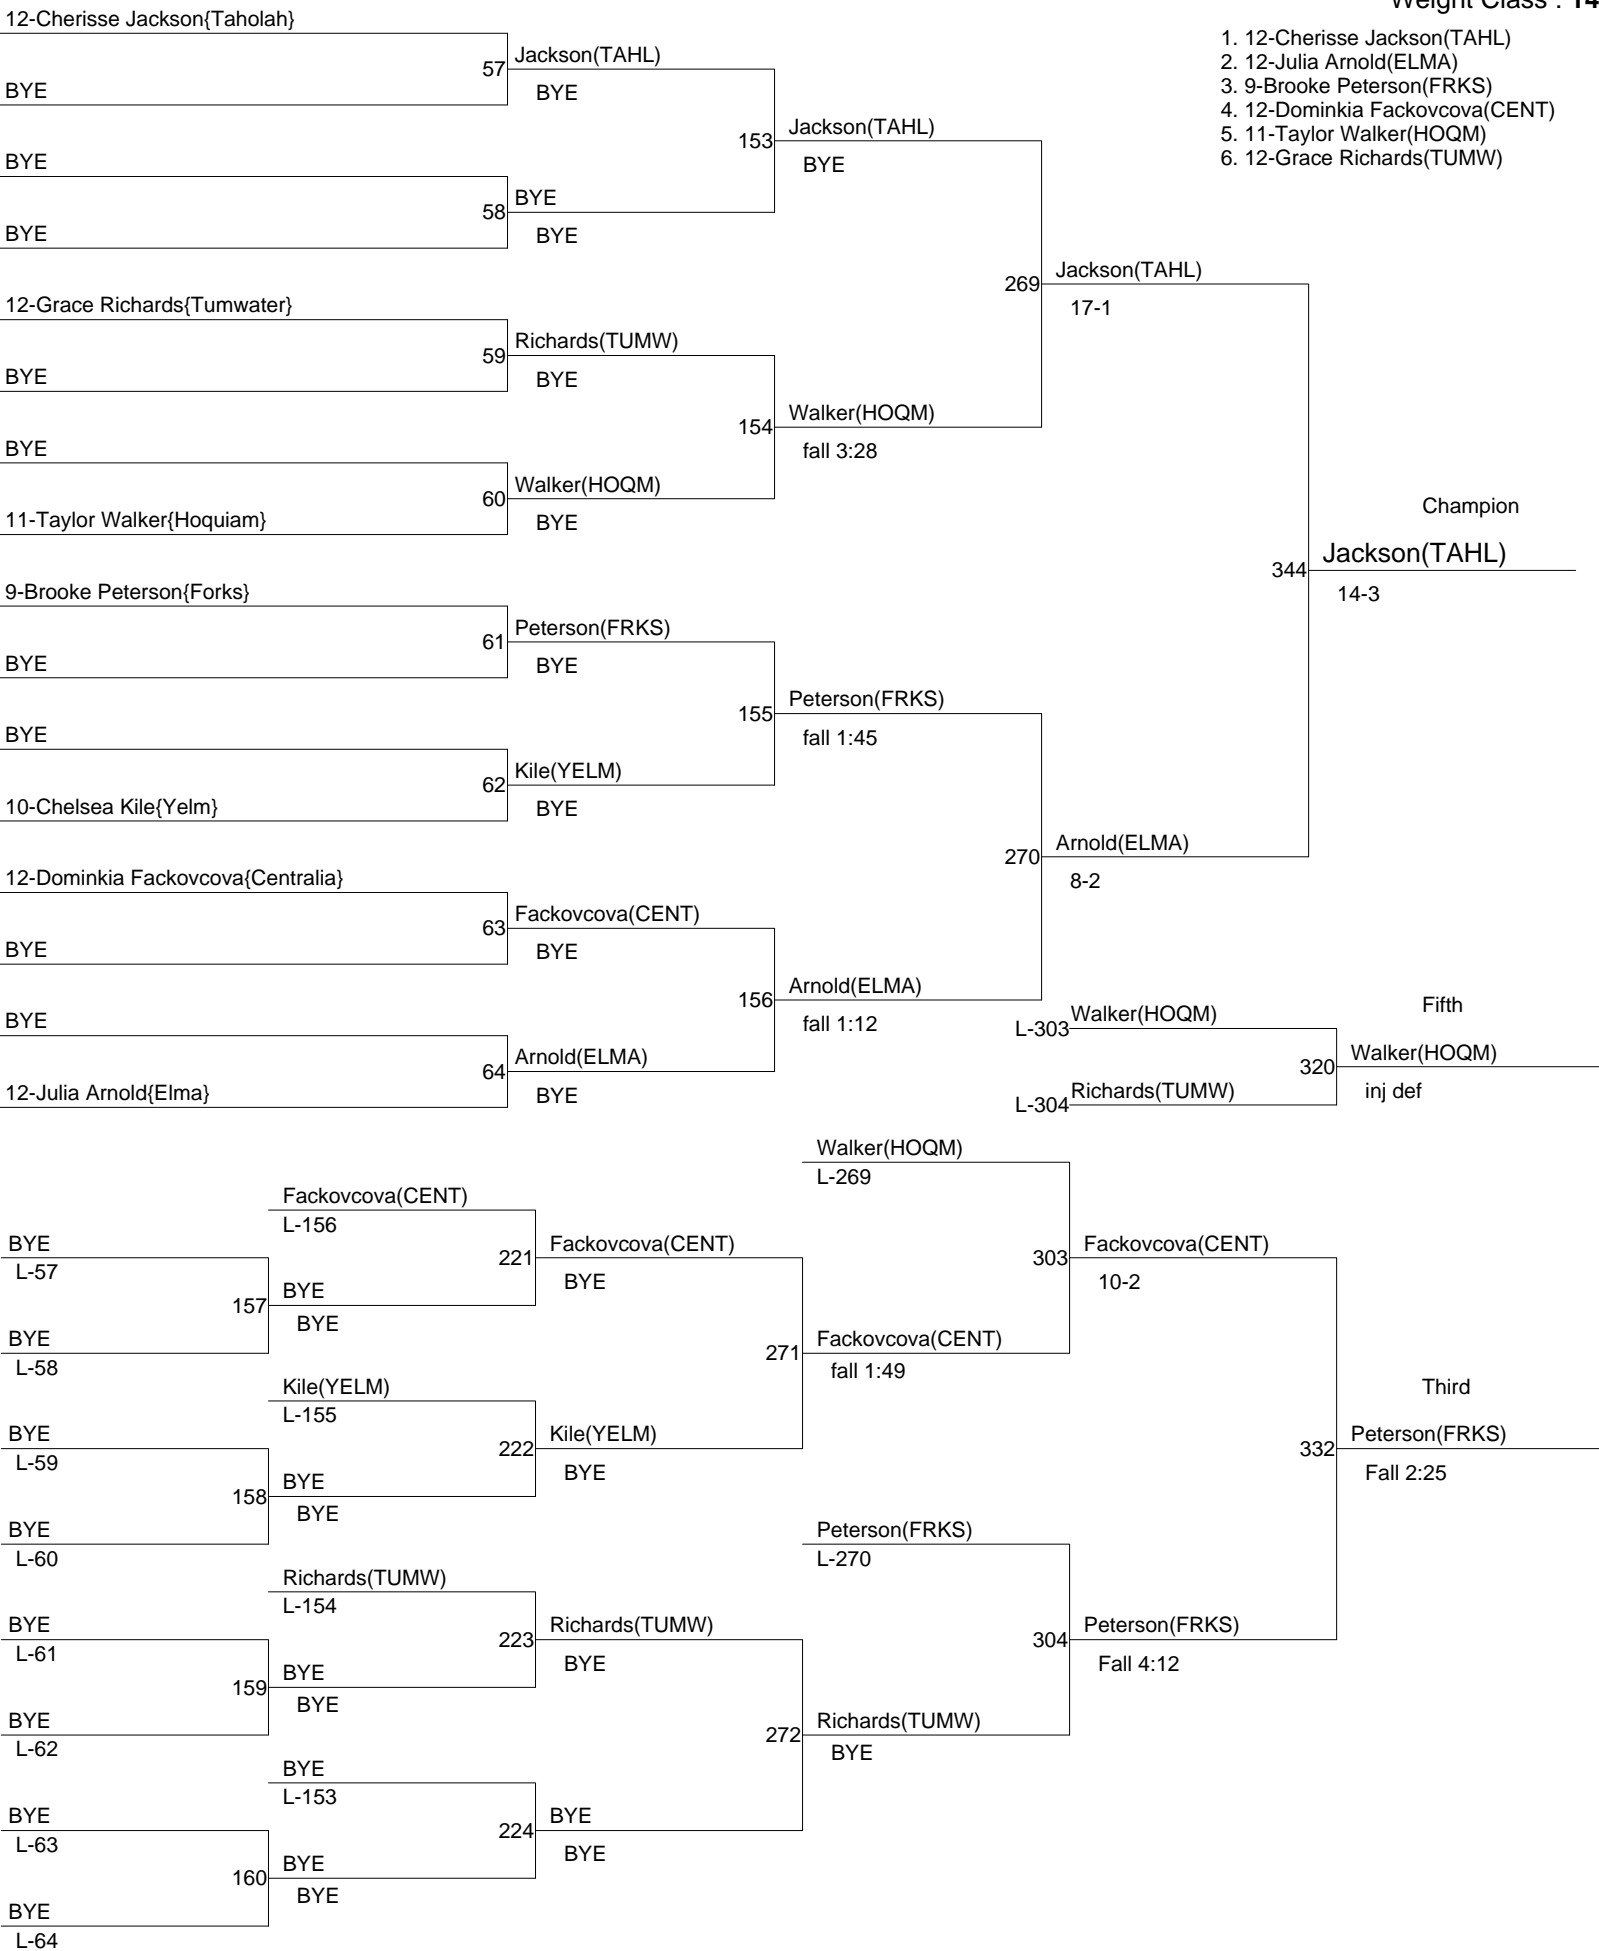 Weight Class : 14
1. 12-Cherisse Jackson(TAHL)
2. 12-Julia Arnold(ELMA)
3. 9-Brooke Peterson(FRKS)
4. 12-Dominkia Fackovcova(CENT)
5. 11-Taylor Walker(HOQM)
6. 12-Grace Richards(TUMW)
12-Cherisse Jackson{Taholah}
BYE
57
Jackson(TAHL)
BYE
BYE
BYE
58
BYE
BYE
153
Jackson(TAHL)
BYE
12-Grace Richards{Tumwater}
BYE
59
Richards(TUMW)
BYE
BYE
11-Taylor Walker{Hoquiam}
60
Walker(HOQM)
BYE
154
Walker(HOQM)
fall 3:28
269
Jackson(TAHL)
17-1
9-Brooke Peterson{Forks}
BYE
61
Peterson(FRKS)
BYE
BYE
10-Chelsea Kile{Yelm}
62
Kile(YELM)
BYE
155
Peterson(FRKS)
fall 1:45
12-Dominkia Fackovcova{Centralia}
BYE
63
Fackovcova(CENT)
BYE
BYE
12-Julia Arnold{Elma}
64
Arnold(ELMA)
BYE
156
Arnold(ELMA)
fall 1:12
270
Arnold(ELMA)
8-2
Champion
344
Jackson(TAHL)
14-3
Fifth
L-303
Walker(HOQM)
L-304
Richards(TUMW)
320
Walker(HOQM)
inj def
BYE
L-57
BYE
L-58
157
Fackovcova(CENT)
L-156
BYE
BYE
221
Fackovcova(CENT)
BYE
BYE
L-59
BYE
L-60
158
Kile(YELM)
L-155
BYE
BYE
222
Kile(YELM)
BYE
271
Fackovcova(CENT)
fall 1:49
Walker(HOQM)
L-269
303
Fackovcova(CENT)
10-2
BYE
L-61
BYE
L-62
159
Richards(TUMW)
L-154
BYE
BYE
223
Richards(TUMW)
BYE
BYE
L-63
BYE
L-64
160
BYE
L-153
BYE
BYE
224
BYE
BYE
272
Richards(TUMW)
BYE
Peterson(FRKS)
L-270
304
Peterson(FRKS)
Fall 4:12
Third
332
Peterson(FRKS)
Fall 2:25